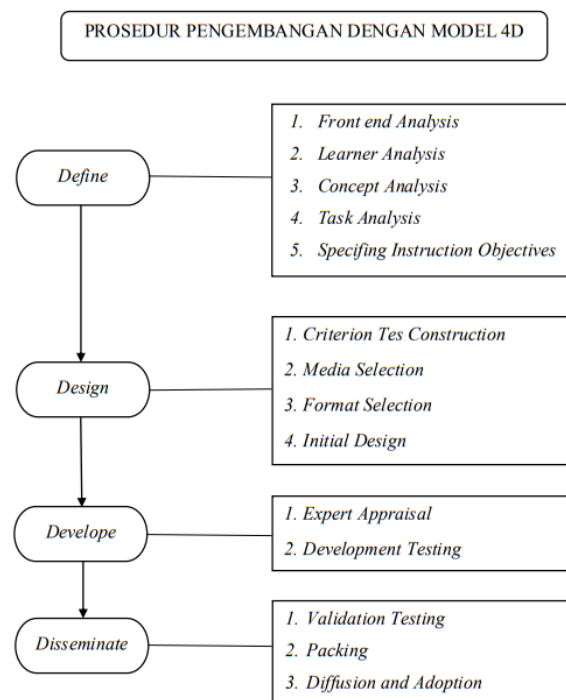 PROSEDUR PENGEMBANGAN DENGAN MODEL 4D
Define
1. Front end Analysis
2. Learner Analysis
3. Concept Analysis
4. Task Analysis
5. Specifing Instruction Objectives
Design
1. Criterion Tes Construction
2. Media Selection
3. Format Selection
4. Initial Design
Develope
1. Expert Appraisal
2. Development Testing
Disseminate
1. Validation Testing
2. Packing
3. Diffusion and Adoption